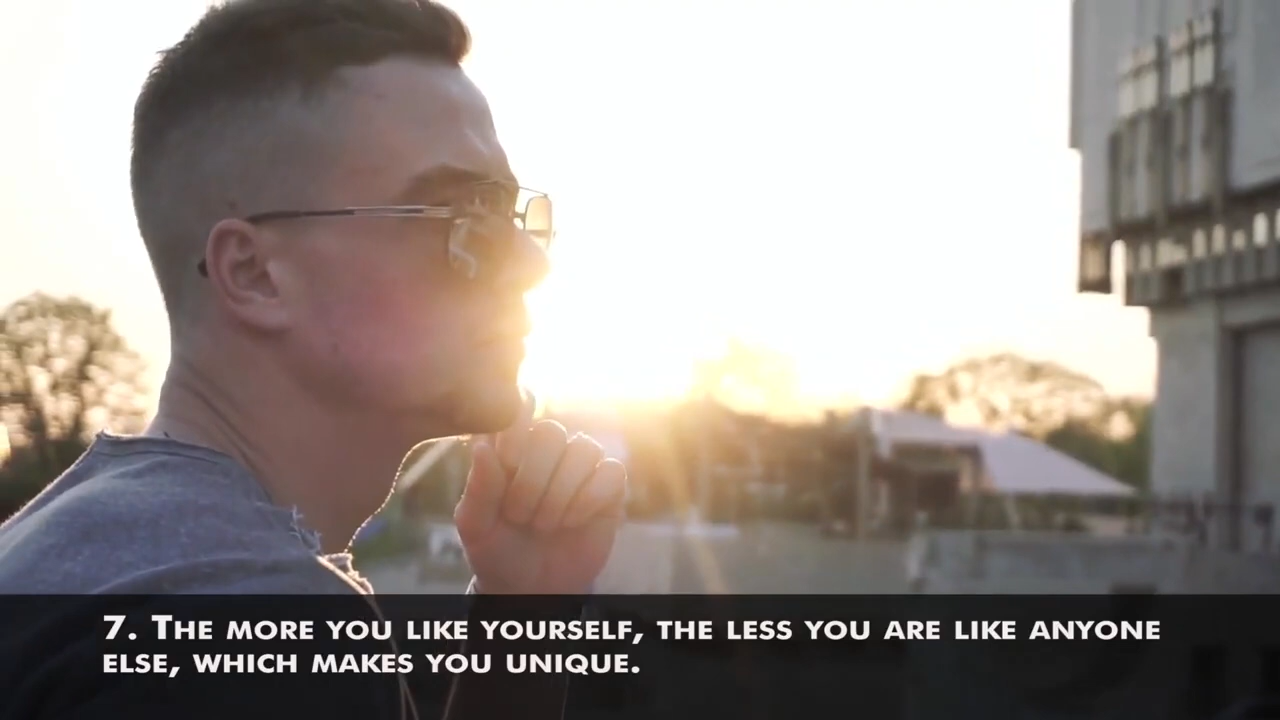 7. The more you like yourself, the less you are like anyone
else, which makes you unique.